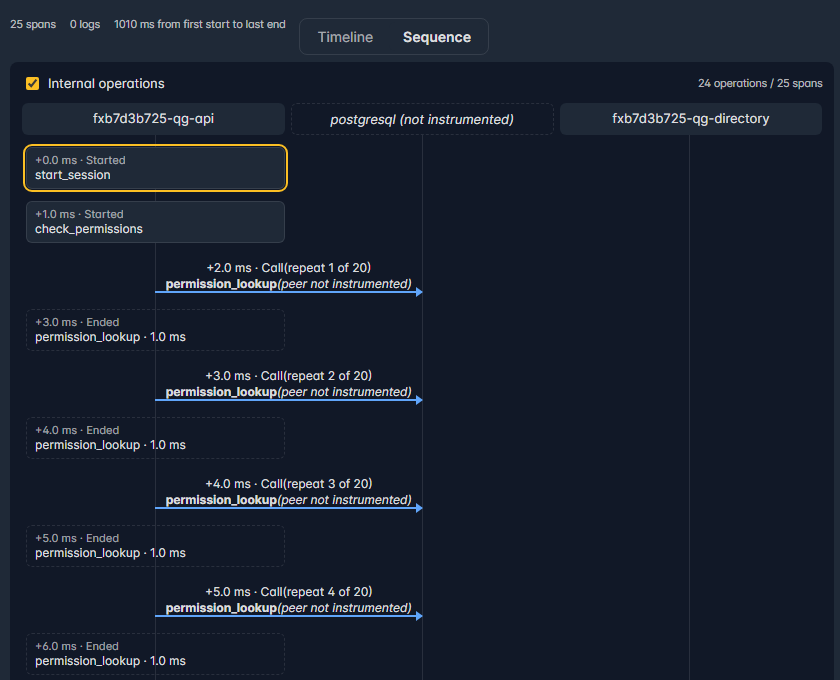 25 spans 0 logs 1010 ms from first start to last end
Timeline Sequence
Internal operations 24 operations / 25 spans
fxb7d3b725-qg-api postgresql (not instrumented) fxb7d3b725-qg-directory
+0.0 ms · Started
start_session
+1.0 ms · Started
check_permissions
+2.0 ms · Call(repeat 1 of 20)
permission_lookup(peer not instrumented)
+3.0 ms · Ended
permission_lookup · 1.0 ms
+3.0 ms · Call(repeat 2 of 20)
permission_lookup(peer not instrumented)
+4.0 ms · Ended
permission_lookup · 1.0 ms
+4.0 ms · Call(repeat 3 of 20)
permission_lookup(peer not instrumented)
+5.0 ms · Ended
permission_lookup · 1.0 ms
+5.0 ms · Call(repeat 4 of 20)
permission_lookup(peer not instrumented)
+6.0 ms · Ended
permission_lookup · 1.0 ms